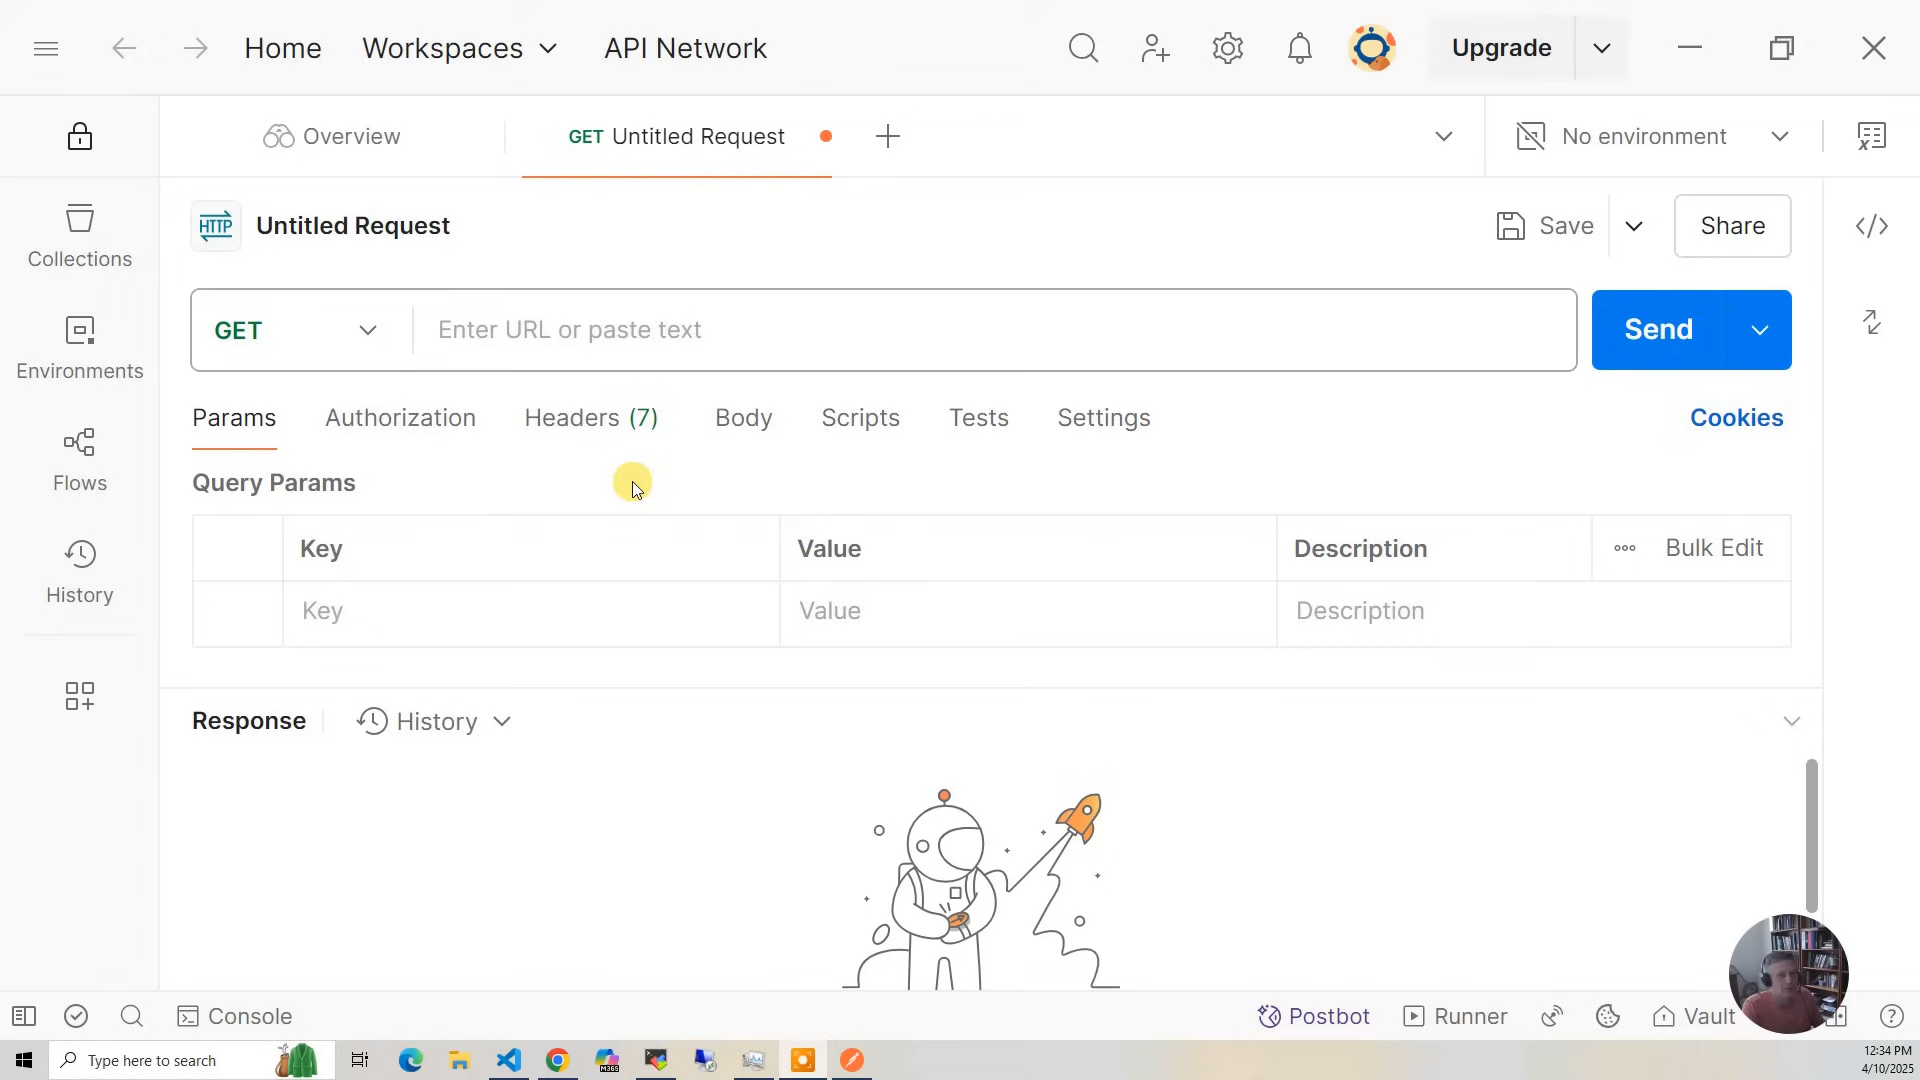 Home Workspaces API Network Upgrade
Overview GET Untitled Request No environment
HTTP Untitled Request Save Share
GET Enter URL or paste text Send
Params Authorization Headers (7) Body Scripts Tests Settings Cookies
Query Params
Key Value Description Bulk Edit
Key Value Description
Response History
Collections
Environments
Flows
History
Console Postbot Runner Vault
Type here to search
M365
12:34 PM
4/10/2025